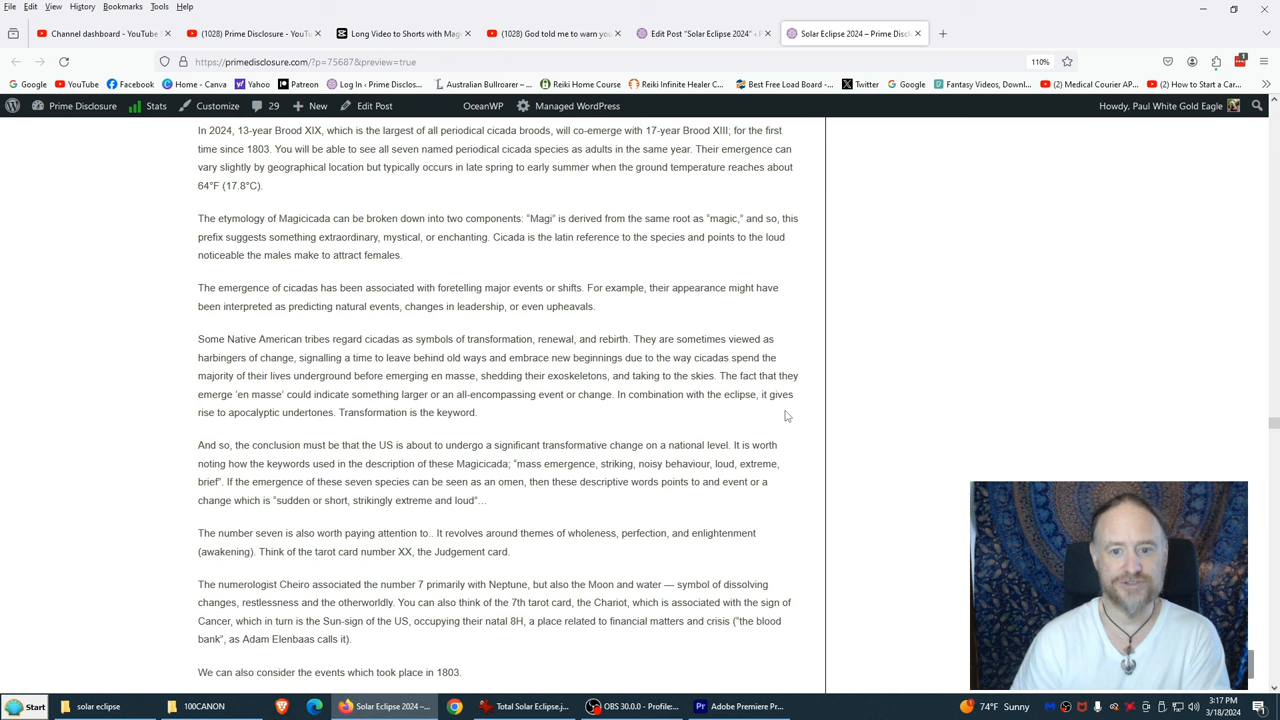 File Edit View History Bookmarks Tools Help
Channel dashboard - YouTube S
(1028) Prime Disclosure - YouT
Long Video to Shorts with Mag
(1028) God told me to warn you
Edit Post "Solar Eclipse 2024" ‹ P
Solar Eclipse 2024 – Prime Discl
https://primedisclosure.com/?p=75687&preview=true
110%
Google YouTube Facebook Home - Canva Yahoo Patreon Log In ‹ Prime Disclos... Australian Bullroarer –... Reiki Home Course Reiki Infinite Healer C... Best Free Load Board -... Twitter Google Fantasy Videos, Downl... (2) Medical Courier AP... (1) How to Start a Car...
Prime Disclosure Stats Customize 29 New Edit Post OceanWP Managed WordPress Howdy, Paul White Gold Eagle
In 2024, 13-year Brood XIX, which is the largest of all periodical cicada broods, will co-emerge with 17-year Brood XIII; for the first
time since 1803. You will be able to see all seven named periodical cicada species as adults in the same year. Their emergence can
vary slightly by geographical location but typically occurs in late spring to early summer when the ground temperature reaches about
64°F (17.8°C).
The etymology of Magicicada can be broken down into two components: “Magi” is derived from the same root as “magic,” and so, this
prefix suggests something extraordinary, mystical, or enchanting. Cicada is the latin reference to the species and points to the loud
noticeable the males make to attract females.
The emergence of cicadas has been associated with foretelling major events or shifts. For example, their appearance might have
been interpreted as predicting natural events, changes in leadership, or even upheavals.
Some Native American tribes regard cicadas as symbols of transformation, renewal, and rebirth. They are sometimes viewed as
harbingers of change, signalling a time to leave behind old ways and embrace new beginnings due to the way cicadas spend the
majority of their lives underground before emerging en masse, shedding their exoskeletons, and taking to the skies. The fact that they
emerge ‘en masse’ could indicate something larger or an all-encompassing event or change. In combination with the eclipse, it gives
rise to apocalyptic undertones. Transformation is the keyword.
And so, the conclusion must be that the US is about to undergo a significant transformative change on a national level. It is worth
noting how the keywords used in the description of these Magicicada; “mass emergence, striking, noisy behaviour, loud, extreme,
brief”. If the emergence of these seven species can be seen as an omen, then these descriptive words points to and event or a
change which is “sudden or short, strikingly extreme and loud”…
The number seven is also worth paying attention to.. It revolves around themes of wholeness, perfection, and enlightenment
(awakening). Think of the tarot card number XX, the Judgement card.
The numerologist Cheiro associated the number 7 primarily with Neptune, but also the Moon and water — symbol of dissolving
changes, restlessness and the otherworldly. You can also think of the 7th tarot card, the Chariot, which is associated with the sign of
Cancer, which in turn is the Sun-sign of the US, occupying their natal 8H, a place related to financial matters and crisis (“the blood
bank”, as Adam Elenbaas calls it).
We can also consider the events which took place in 1803.
Start solar eclipse 100CANON Solar Eclipse 2024 –... Total Solar Eclipse.j... OBS 30.0.0 - Profile:... Adobe Premiere Pr... 74°F Sunny 3:17 PM
3/18/2024